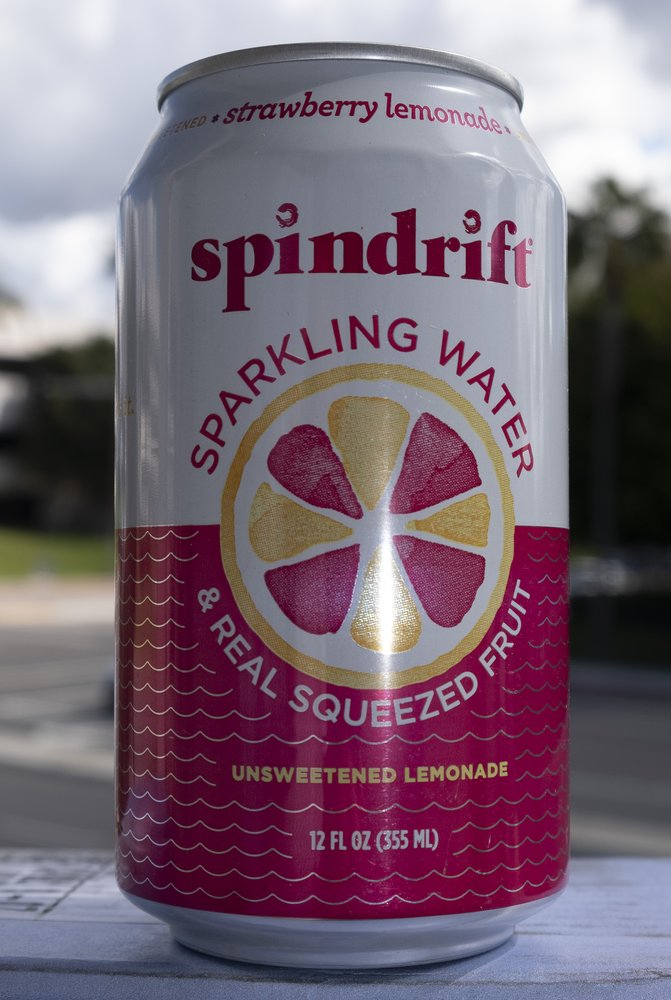 strawberry lemonade
spindrift
SPARKLING WATER
& REAL SQUEEZED FRUIT
UNSWEETENED LEMONADE
12 FL OZ (355 ML)